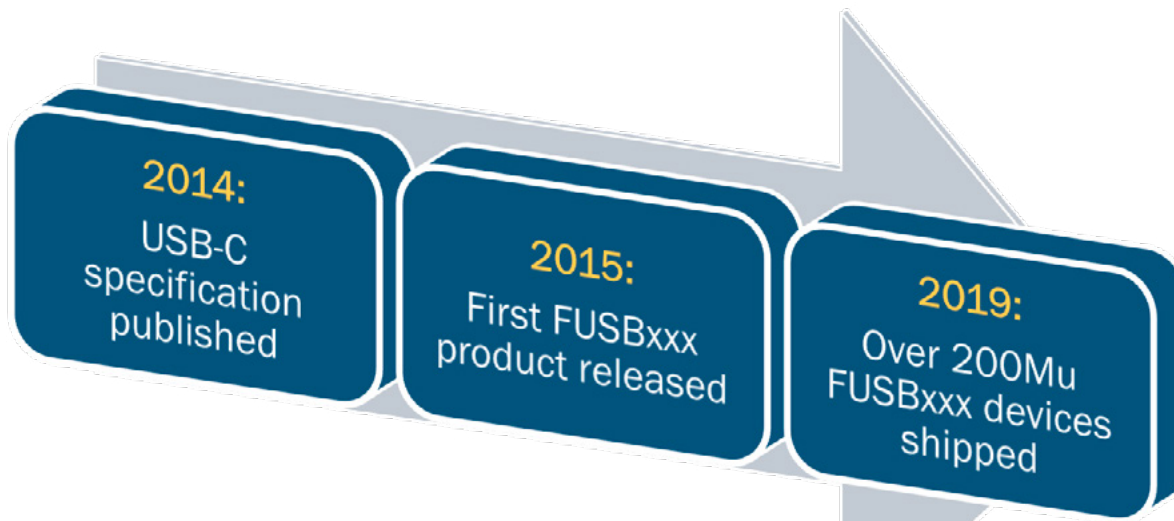 2014:
USB-C
specification
published
2015:
First FUSBxxx
product released
2019:
Over 200Mu
FUSBxxx devices
shipped